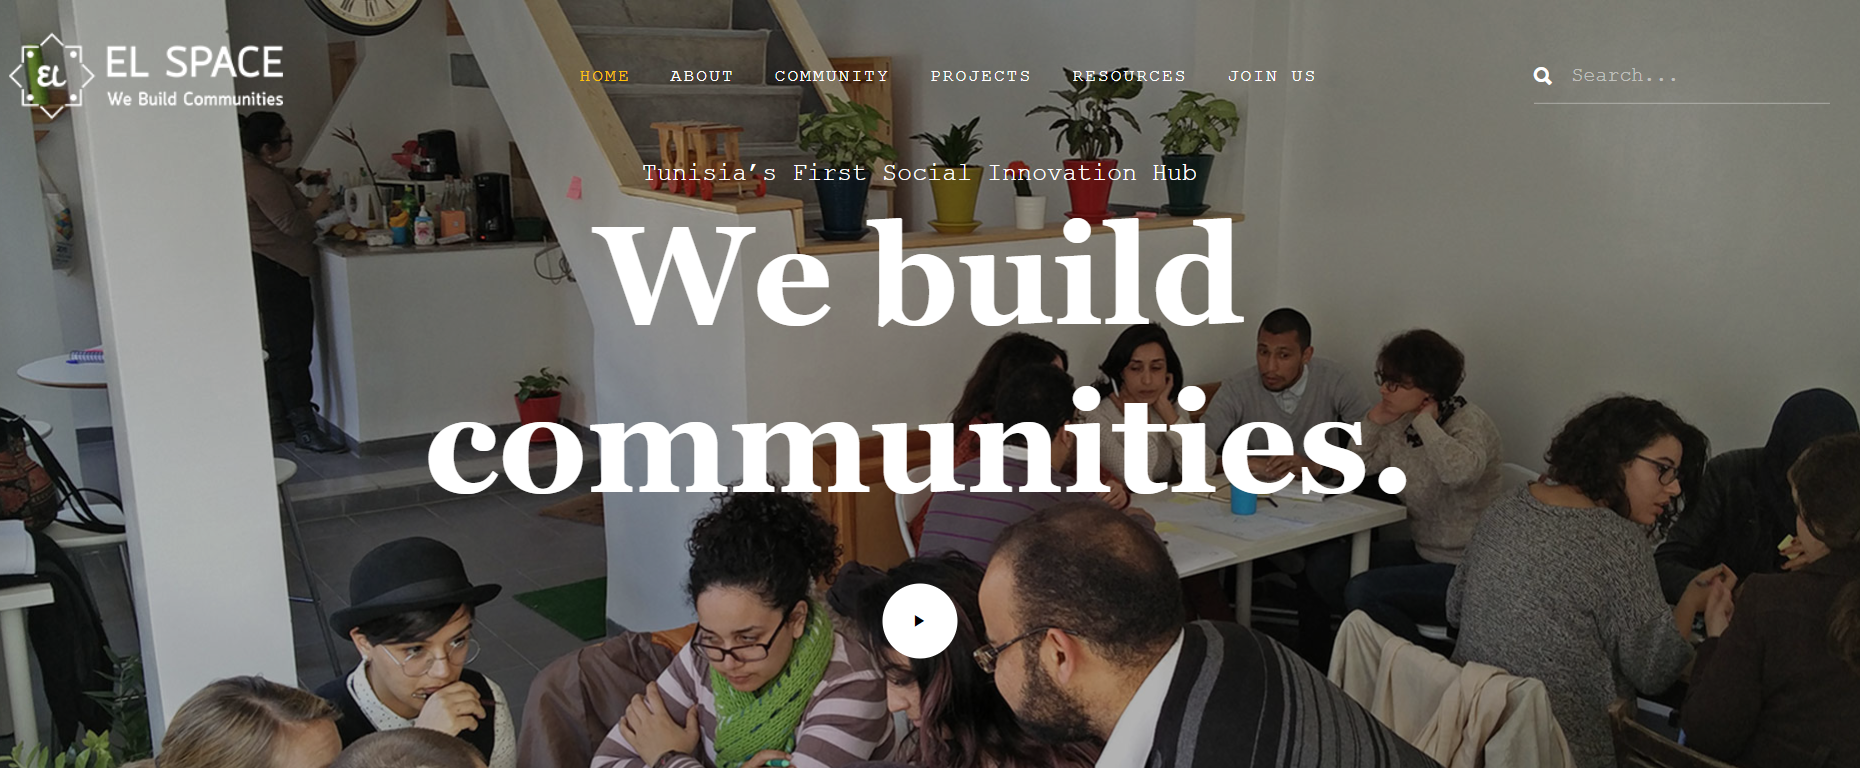 EL SPACE
We Build Communities
HOME ABOUT COMMUNITY PROJECTS RESOURCES JOIN US
Search...
Tunisia's First Social Innovation Hub
We build
communities.